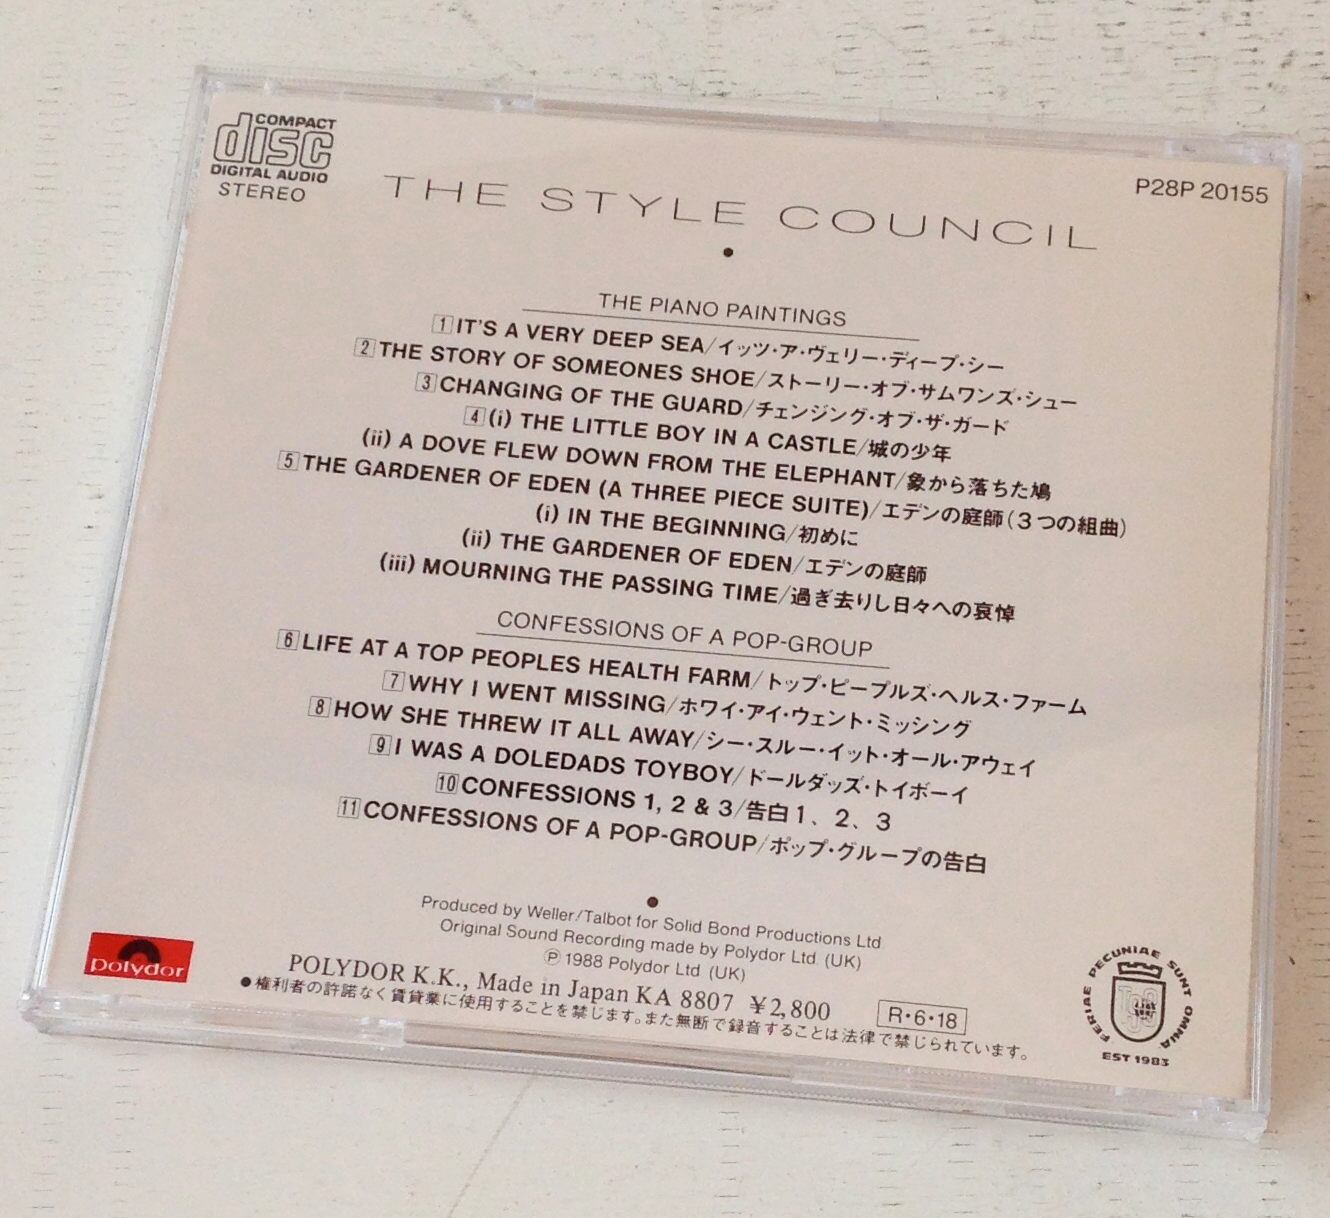 COMPACT
disc
DIGITAL AUDIO
STEREO
P28P 20155
THE STYLE COUNCIL
THE PIANO PAINTINGS
1 IT'S A VERY DEEP SEA/イッツ・ア・ヴェリー・ディープ・シー
2 THE STORY OF SOMEONES SHOE/ストーリー・オブ・サムワンズ・シュー
3 CHANGING OF THE GUARD/チェンジング・オブ・ザ・ガード
4 (i) THE LITTLE BOY IN A CASTLE/城の少年
(ii) A DOVE FLEW DOWN FROM THE ELEPHANT/象から落ちた鳩
5 THE GARDENER OF EDEN (A THREE PIECE SUITE)/エデンの庭師(3つの組曲)
(i) IN THE BEGINNING/初めに
(ii) THE GARDENER OF EDEN/エデンの庭師
(iii) MOURNING THE PASSING TIME/過ぎ去りし日々への哀悼
CONFESSIONS OF A POP-GROUP
6 LIFE AT A TOP PEOPLES HEALTH FARM/トップ・ピープルズ・ヘルス・ファーム
7 WHY I WENT MISSING/ホワイ・アイ・ウェント・ミッシング
8 HOW SHE THREW IT ALL AWAY/シー・スルー・イット・オール・アウェイ
9 I WAS A DOLEDADS TOYBOY/ドールダッズ・トイボーイ
10 CONFESSIONS 1, 2 & 3/告白1、2、3
11 CONFESSIONS OF A POP-GROUP/ポップ・グループの告白
Produced by Weller/Talbot for Solid Bond Productions Ltd
Original Sound Recording made by Polydor Ltd (UK)
Ⓟ 1988 Polydor Ltd (UK)
polydor
POLYDOR K.K., Made in Japan KA 8807 ¥2,800
R・6・18
●権利者の許諾なく賃貸業に使用することを禁じます。また無断で録音することは法律で禁じられています。
FERIAE PECUNIAE SUNT OMNIA
EST 1983